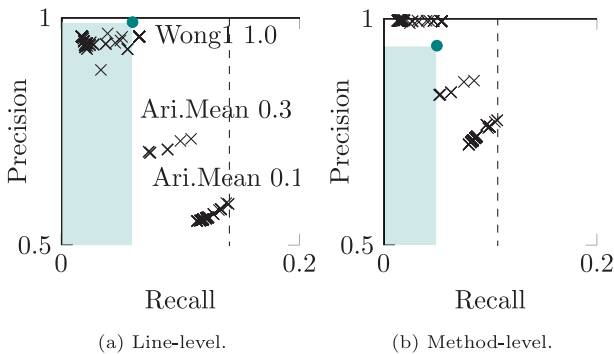 1
Wong1 1.0
Ari.Mean 0.3
Ari.Mean 0.1
Precision
0.5
0
0.2
Recall
(a) Line-level.
1
Precision
0.5
0
0.2
Recall
(b) Method-level.